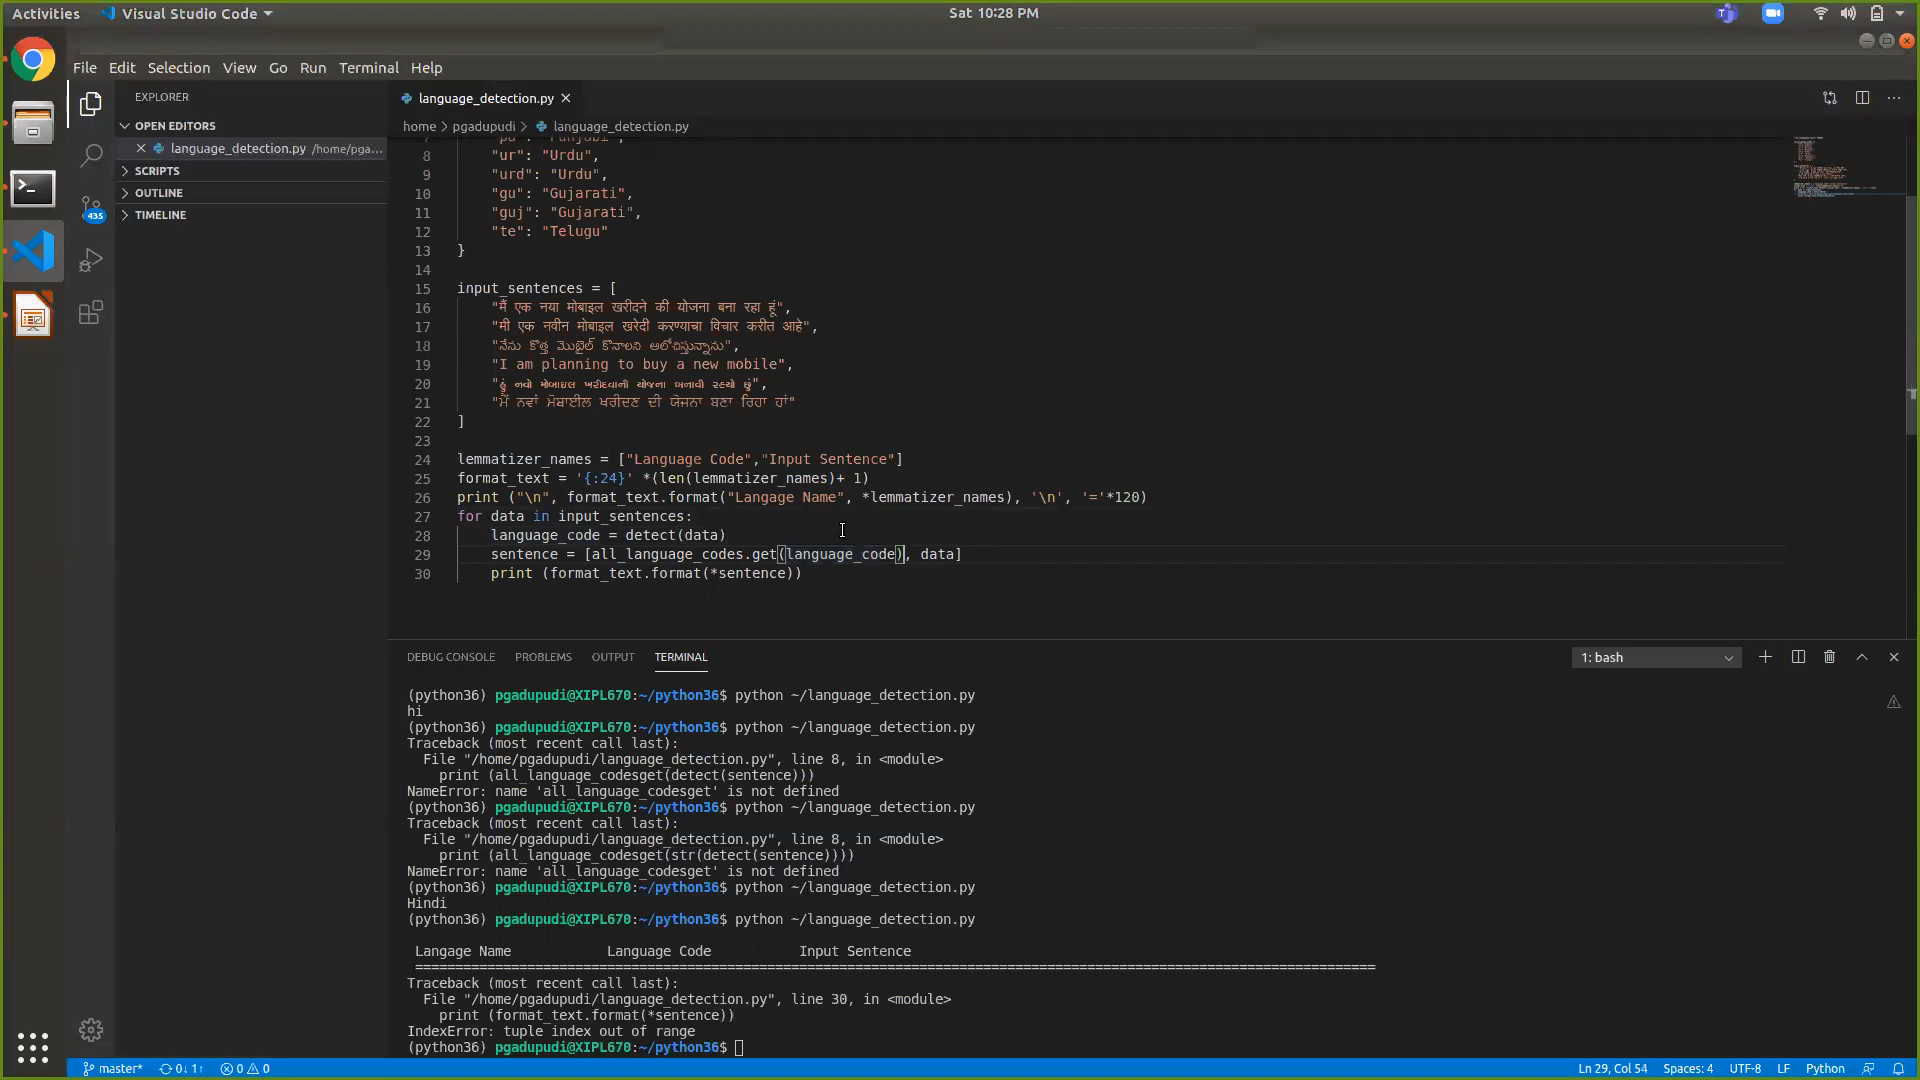 Activities
Visual Studio Code
Sat 10:28 PM
File Edit Selection View Go Run Terminal Help
EXPLORER
OPEN EDITORS
language_detection.py /home/pga...
SCRIPTS
OUTLINE
TIMELINE
435
language_detection.py
home > pgadupudi > language_detection.py
8 "ur": "Urdu",
9 "urd": "Urdu",
10 "gu": "Gujarati",
11 "guj": "Gujarati",
12 "te": "Telugu"
13 }
14
15 input_sentences = [
16 "मैं एक नया मोबाइल खरीदने की योजना बना रहा हूं",
17 "मी एक नवीन मोबाइल खरेदी करण्याचा विचार करीत आहे",
18 "నేను కొత్త మొబైల్ కొనాలని ఆలోచిస్తున్నాను",
19 "I am planning to buy a new mobile",
20 "હું નવો મોબાઇલ ખરીદવાની યોજના બનાવી રહ્યો છું",
21 "ਮੈਂ ਨਵਾਂ ਮੋਬਾਈਲ ਖਰੀਦਣ ਦੀ ਯੋਜਨਾ ਬਣਾ ਰਿਹਾ ਹਾਂ"
22 ]
23
24 lemmatizer_names = ["Language Code","Input Sentence"]
25 format_text = '{:24}' *(len(lemmatizer_names)+ 1)
26 print ("\n", format_text.format("Langage Name", *lemmatizer_names), '\n', '='*120)
27 for data in input_sentences:
28 language_code = detect(data)
29 sentence = [all_language_codes.get(language_code), data]
30 print (format_text.format(*sentence))
DEBUG CONSOLE PROBLEMS OUTPUT TERMINAL
1: bash
(python36) pgadupudi@XIPL670:~/python36$ python ~/language_detection.py
hi
(python36) pgadupudi@XIPL670:~/python36$ python ~/language_detection.py
Traceback (most recent call last):
File "/home/pgadupudi/language_detection.py", line 8, in <module>
print (all_language_codesget(detect(sentence)))
NameError: name 'all_language_codesget' is not defined
(python36) pgadupudi@XIPL670:~/python36$ python ~/language_detection.py
Traceback (most recent call last):
File "/home/pgadupudi/language_detection.py", line 8, in <module>
print (all_language_codesget(str(detect(sentence))))
NameError: name 'all_language_codesget' is not defined
(python36) pgadupudi@XIPL670:~/python36$ python ~/language_detection.py
Hindi
(python36) pgadupudi@XIPL670:~/python36$ python ~/language_detection.py
Langage Name Language Code Input Sentence
========================================================================================================================
Traceback (most recent call last):
File "/home/pgadupudi/language_detection.py", line 30, in <module>
print (format_text.format(*sentence))
IndexError: tuple index out of range
(python36) pgadupudi@XIPL670:~/python36$
master* 0↓ 1↑ 0 0
Ln 29, Col 54 Spaces: 4 UTF-8 LF Python